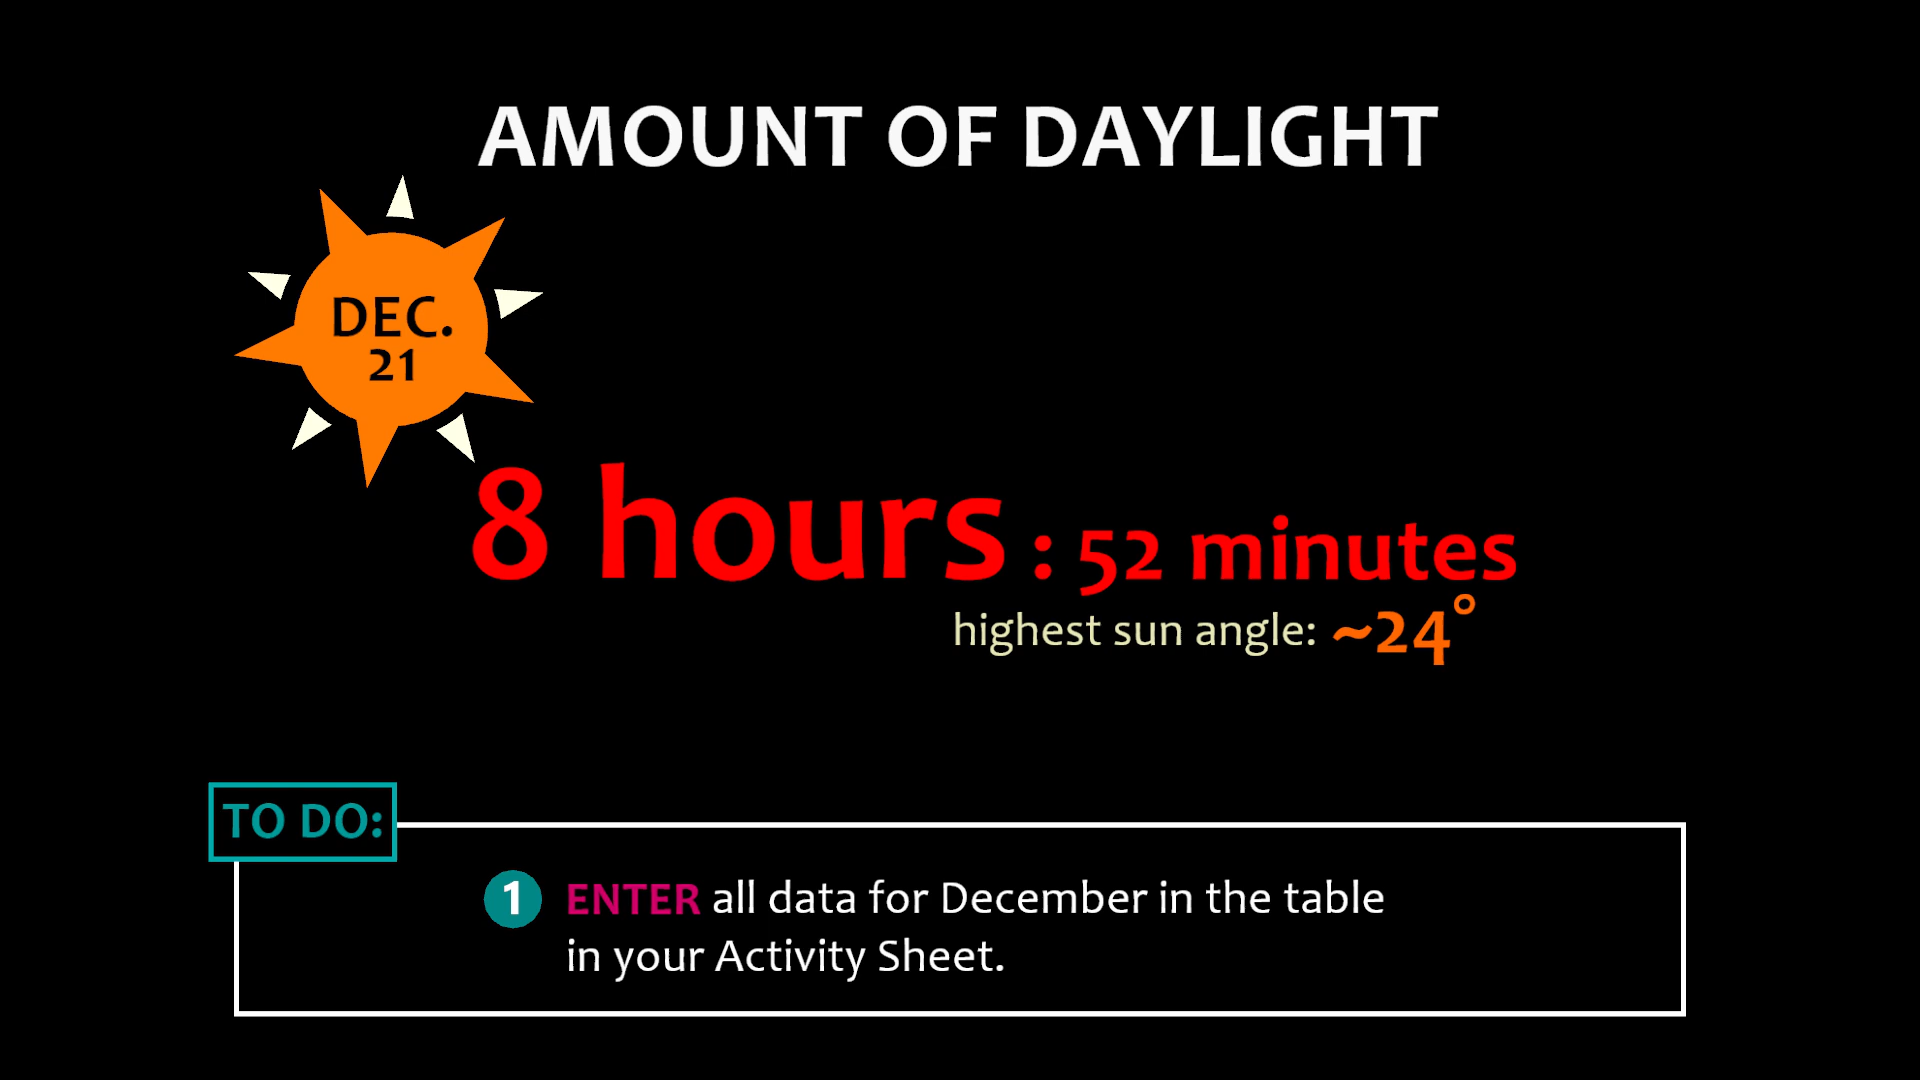 AMOUNT OF DAYLIGHT
DEC.
21
8 hours : 52 minutes
highest sun angle: ~24°
TO DO:
1 ENTER all data for December in the table
in your Activity Sheet.